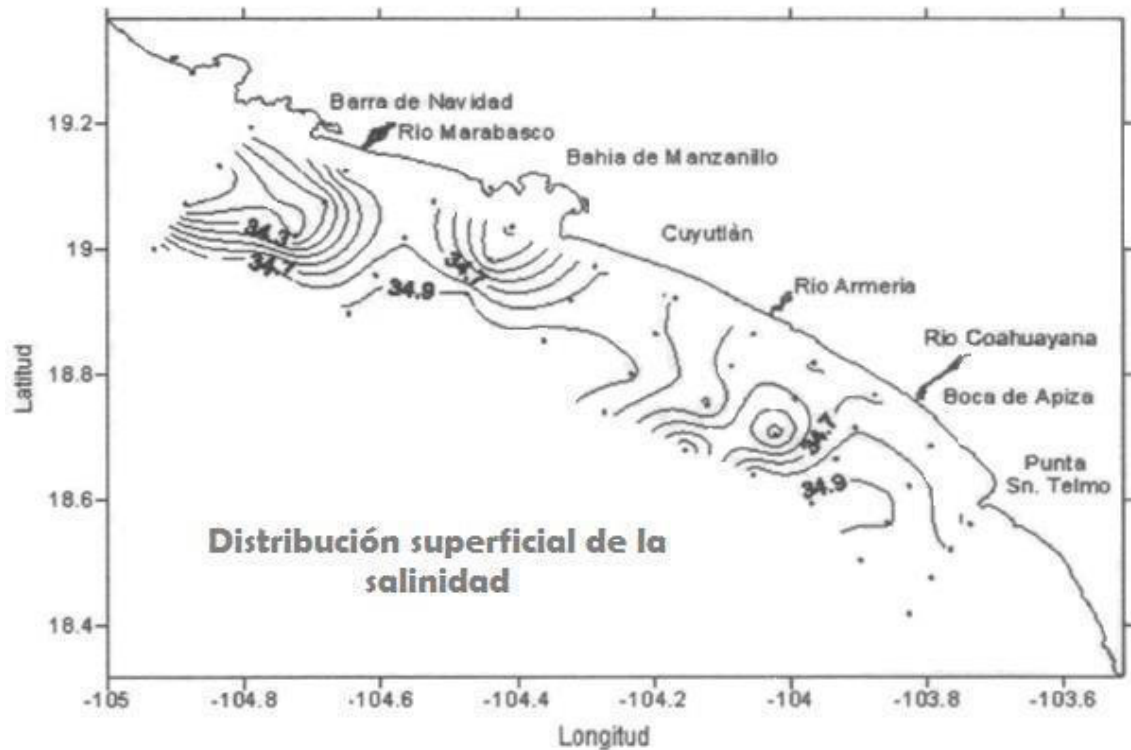 Barra de Navidad
Rio Marabasco
19.2
Bahia de Manzanillo
Cuyutlán
34.3
19
34.7
34.7
34.9
Rio Armeria
Rio Coahuayana
18.8
Boca de Apiza
34.7
Punta
Sn. Telmo
34.9
18.6
Distribución superficial de la
salinidad
18.4
Latitud
-105
-104.8
-104.6
-104.4
-104.2
-104
-103.8
-103.6
Longitud